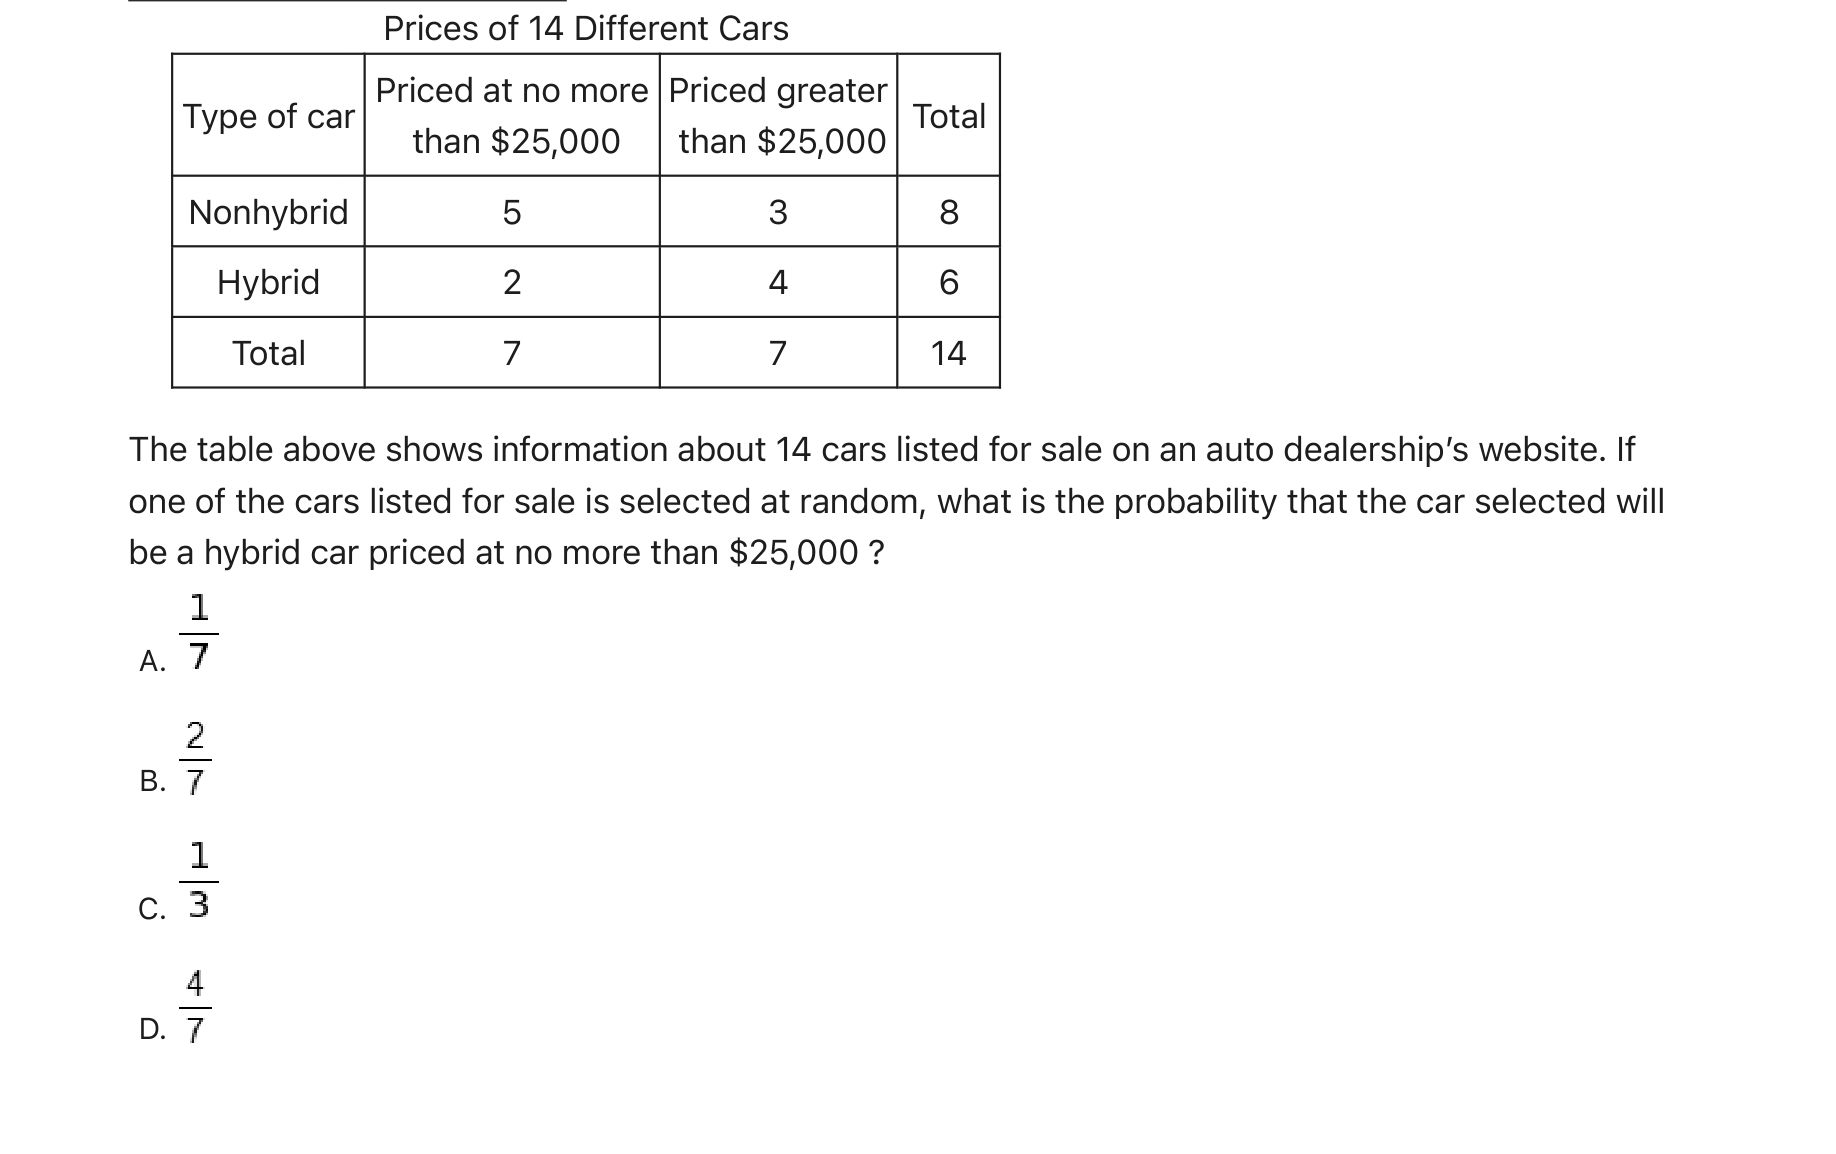 Prices of 14 Different Cars
Type of car | Priced at no more than $25,000 | Priced greater than $25,000 | Total
Nonhybrid | 5 | 3 | 8
Hybrid | 2 | 4 | 6
Total | 7 | 7 | 14
The table above shows information about 14 cars listed for sale on an auto dealership’s website. If
one of the cars listed for sale is selected at random, what is the probability that the car selected will
be a hybrid car priced at no more than $25,000 ?
A. 1/7
B. 2/7
C. 1/3
D. 4/7